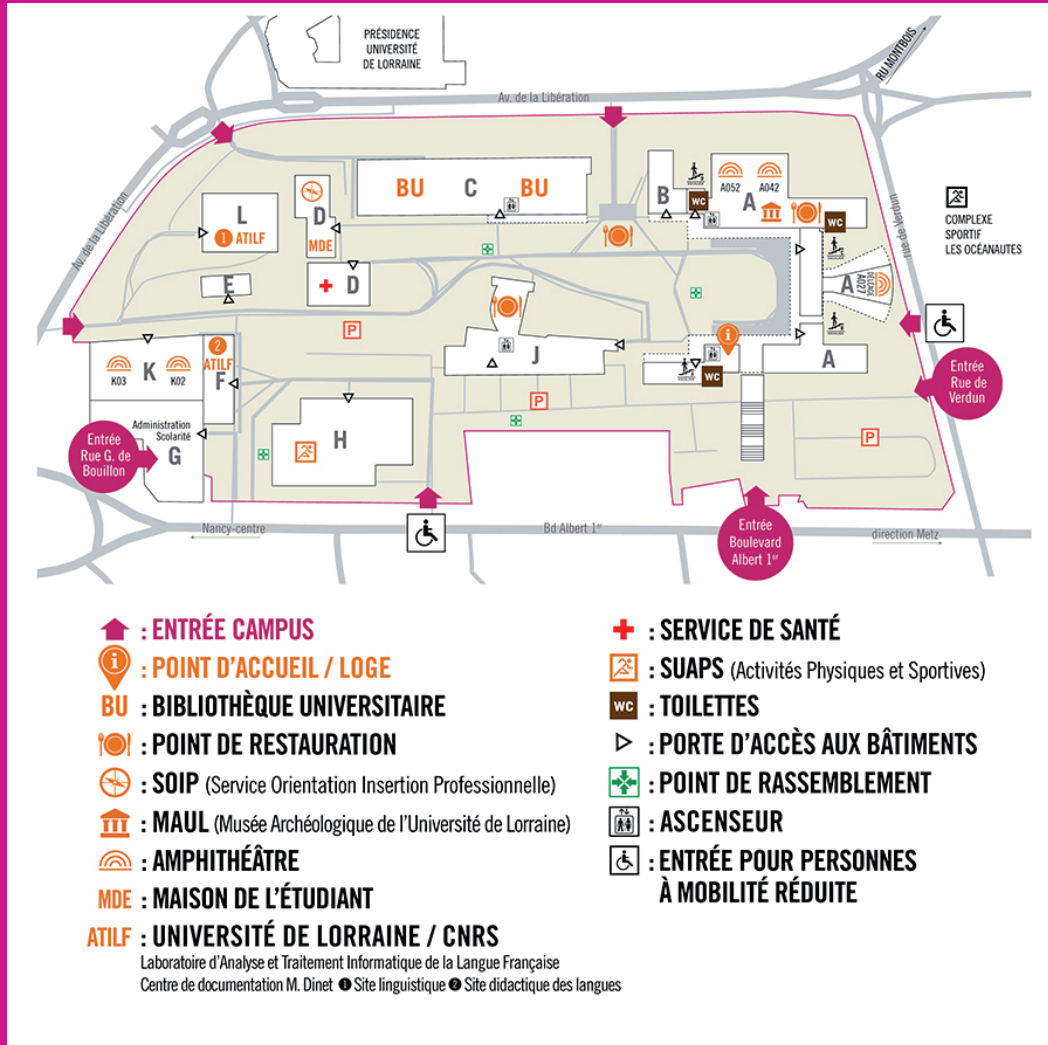 PRÉSIDENCE
UNIVERSITÉ
DE LORRAINE
RU MONTBOIS
Av. de la Libération
Av. de la Libération
rue de Verdun
BU C BU
B
A052
A042
A
WC
WC
L
1 ATILF
D
MDE
COMPLEXE
SPORTIF
LES OCÉANAUTES
E
D
A
DELÉAGE
A027
P
2
ATILF
K
K03
K02
F
J
WC
A
Entrée
Rue de
Verdun
P
Administration
Scolarité
G
Entrée
Rue G. de
Bouillon
H
P
Nancy-centre
Bd Albert 1er
direction Metz
Entrée
Boulevard
Albert 1er
: ENTRÉE CAMPUS
: POINT D'ACCUEIL / LOGE
BU : BIBLIOTHÈQUE UNIVERSITAIRE
: POINT DE RESTAURATION
: SOIP (Service Orientation Insertion Professionnelle)
: MAUL (Musée Archéologique de l'Université de Lorraine)
: AMPHITHÉÂTRE
MDE : MAISON DE L'ÉTUDIANT
ATILF : UNIVERSITÉ DE LORRAINE / CNRS
Laboratoire d'Analyse et Traitement Informatique de la Langue Française
Centre de documentation M. Dinet 1 Site linguistique 2 Site didactique des langues
: SERVICE DE SANTÉ
: SUAPS (Activités Physiques et Sportives)
WC : TOILETTES
: PORTE D'ACCÈS AUX BÂTIMENTS
: POINT DE RASSEMBLEMENT
: ASCENSEUR
: ENTRÉE POUR PERSONNES
À MOBILITÉ RÉDUITE